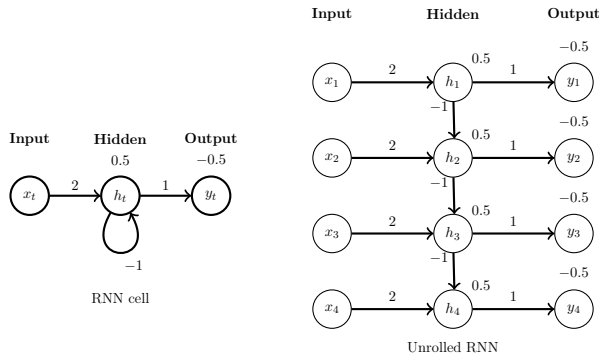 Input Hidden Output
0.5 −0.5
x_t 2 h_t 1 y_t
−1
RNN cell
Input Hidden Output
0.5 −0.5
x_1 2 h_1 1 y_1
−1
0.5 −0.5
x_2 2 h_2 1 y_2
−1
0.5 −0.5
x_3 2 h_3 1 y_3
−1
0.5 −0.5
x_4 2 h_4 1 y_4
Unrolled RNN